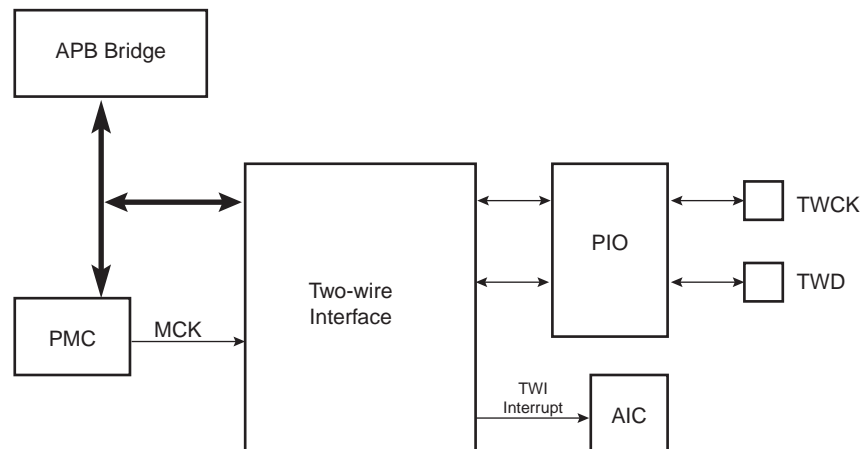 APB Bridge
TWCK
PIO
Two-wire
Interface
TWD
PMC
MCK
TWI
Interrupt
AIC